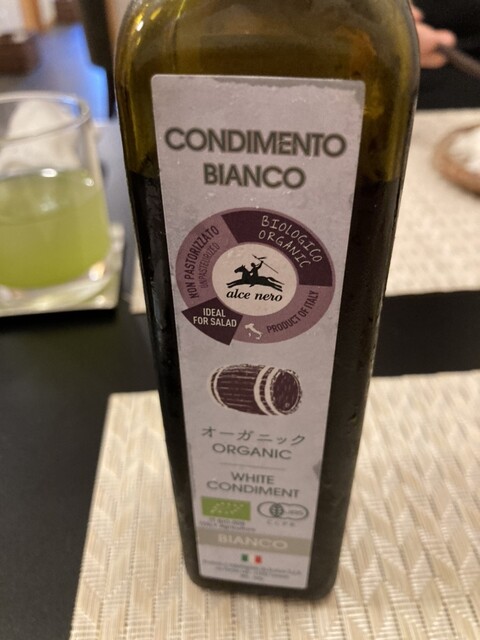 CONDIMENTO
BIANCO
NON PASTORIZZATO
UNPASTEURIZED
BIOLOGICO
ORGANIC
alce nero
IDEAL
FOR SALAD
PRODUCT OF ITALY
オーガニック
ORGANIC
WHITE
CONDIMENT
BIANCO